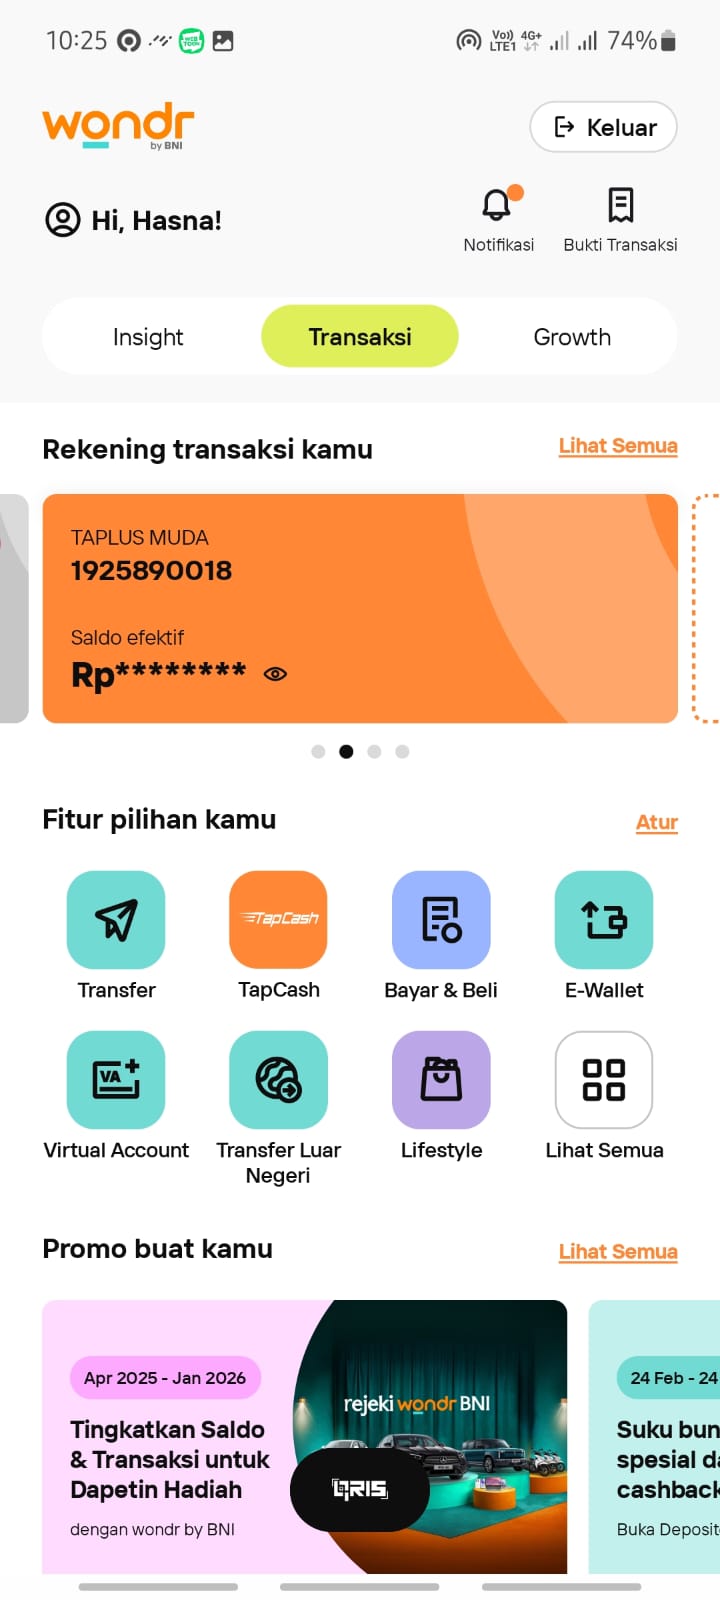 10:25
WEB
TOON
Vo))
LTE1
4G+
74%
wondr
by BNI
Keluar
Hi, Hasna!
Notifikasi
Bukti Transaksi
Insight
Transaksi
Growth
Rekening transaksi kamu
Lihat Semua
TAPLUS MUDA
1925890018
Saldo efektif
Rp********
Fitur pilihan kamu
Atur
TapCash
Transfer
TapCash
Bayar & Beli
E-Wallet
VA
Virtual Account
Transfer Luar
Negeri
Lifestyle
Lihat Semua
Promo buat kamu
Lihat Semua
Apr 2025 - Jan 2026
Tingkatkan Saldo
& Transaksi untuk
Dapetin Hadiah
dengan wondr by BNI
rejeki wondr BNI
QRIS
24 Feb - 24
Suku bun
spesial da
cashback
Buka Deposit